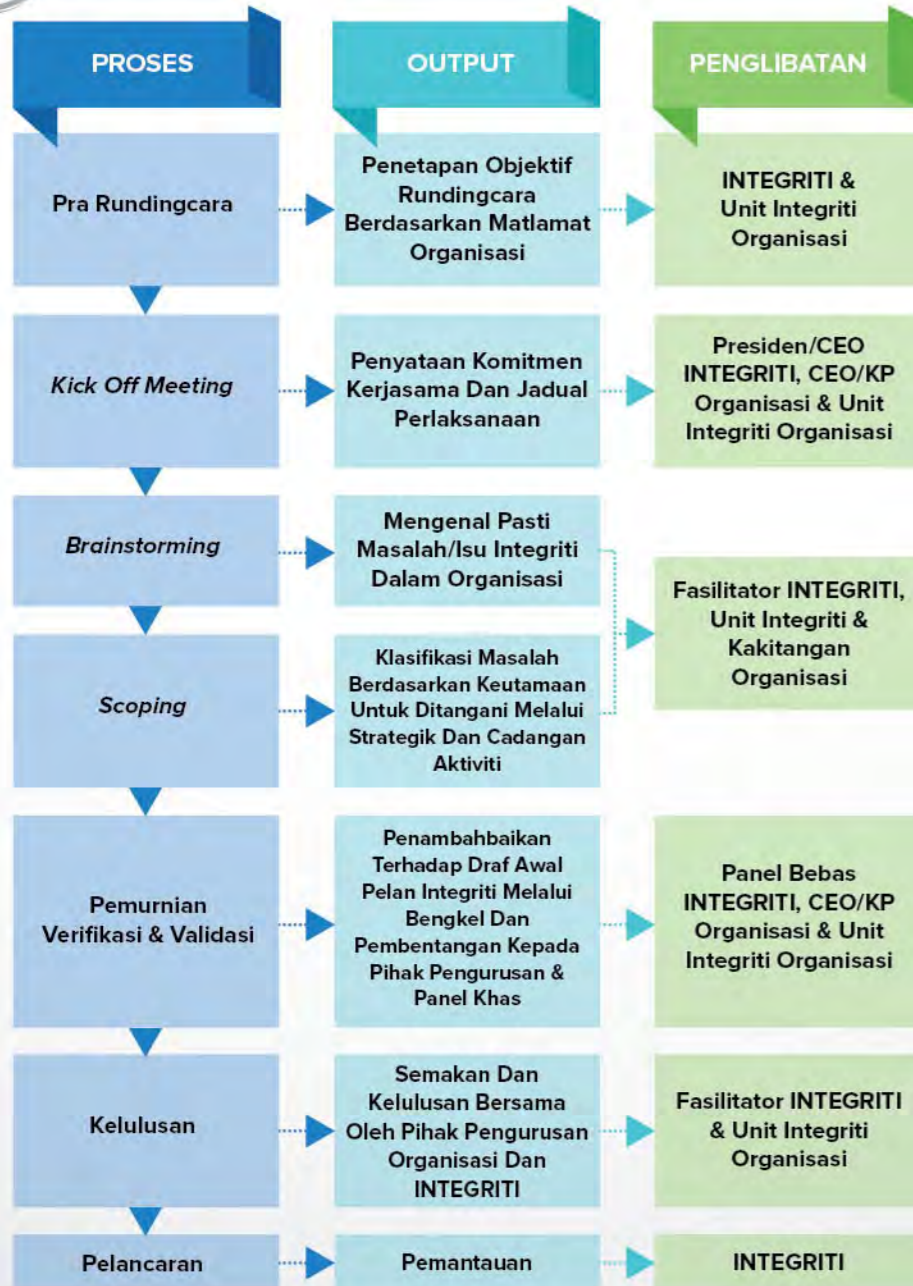 PROSES
OUTPUT
PENGLIBATAN
Pra Rundingcara
Penetapan Objektif
Rundingcara
Berdasarkan Matlamat
Organisasi
INTEGRITI &
Unit Integriti
Organisasi
Kick Off Meeting
Penyataan Komitmen
Kerjasama Dan Jadual
Perlaksanaan
Presiden/CEO
INTEGRITI, CEO/KP
Organisasi & Unit
Integriti Organisasi
Brainstorming
Mengenal Pasti
Masalah/Isu Integriti
Dalam Organisasi
Fasilitator INTEGRITI,
Unit Integriti &
Kakitangan
Organisasi
Scoping
Klasifikasi Masalah
Berdasarkan Keutamaan
Untuk Ditangani Melalui
Strategik Dan Cadangan
Aktiviti
Pemurnian
Verifikasi & Validasi
Penambahbaikan
Terhadap Draf Awal
Pelan Integriti Melalui
Bengkel Dan
Pembentangan Kepada
Pihak Pengurusan &
Panel Khas
Panel Bebas
INTEGRITI, CEO/KP
Organisasi & Unit
Integriti Organisasi
Kelulusan
Semakan Dan
Kelulusan Bersama
Oleh Pihak Pengurusan
Organisasi Dan
INTEGRITI
Fasilitator INTEGRITI
& Unit Integriti
Organisasi
Pelancaran
Pemantauan
INTEGRITI